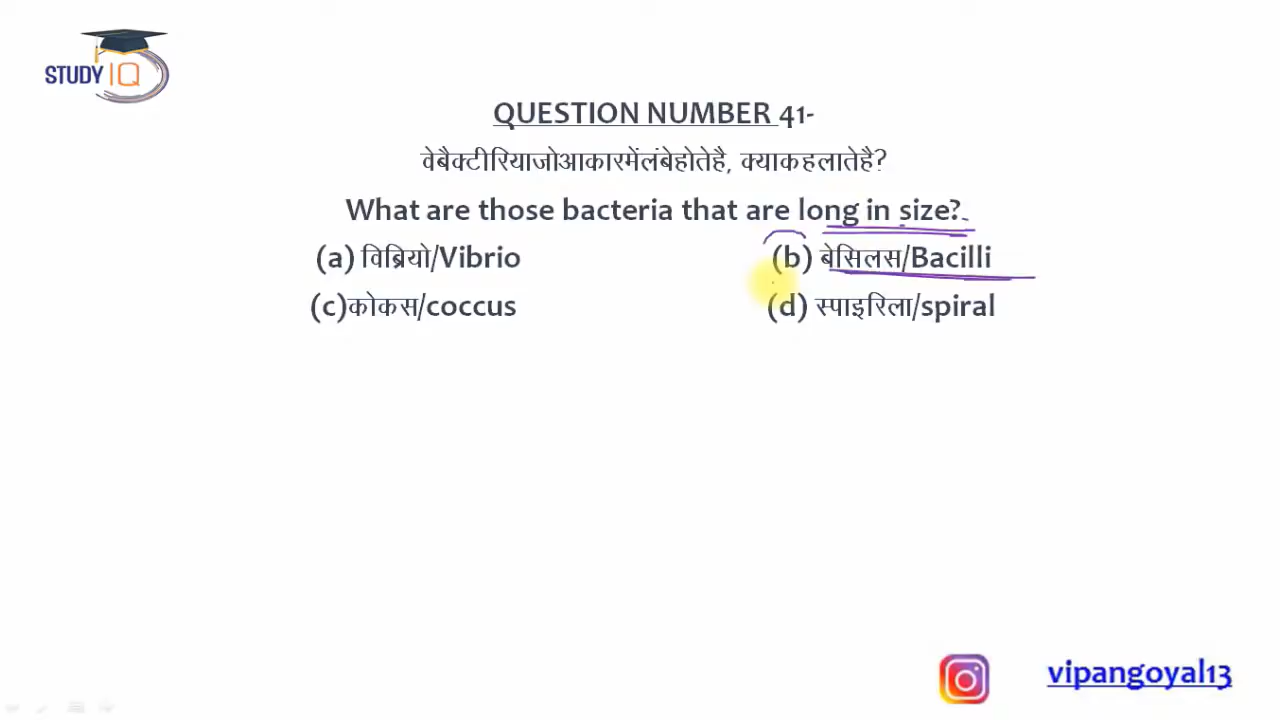 STUDY IQ
QUESTION NUMBER 41-
वेबैक्टीरियाजोआकारमेंलंबेहोतेहै, क्याकहलातेहै?
What are those bacteria that are long in size?
(a) विब्रियो/Vibrio (b) बेसिलस/Bacilli
(c)कोकस/coccus (d) स्पाइरिला/spiral
vipangoyal13